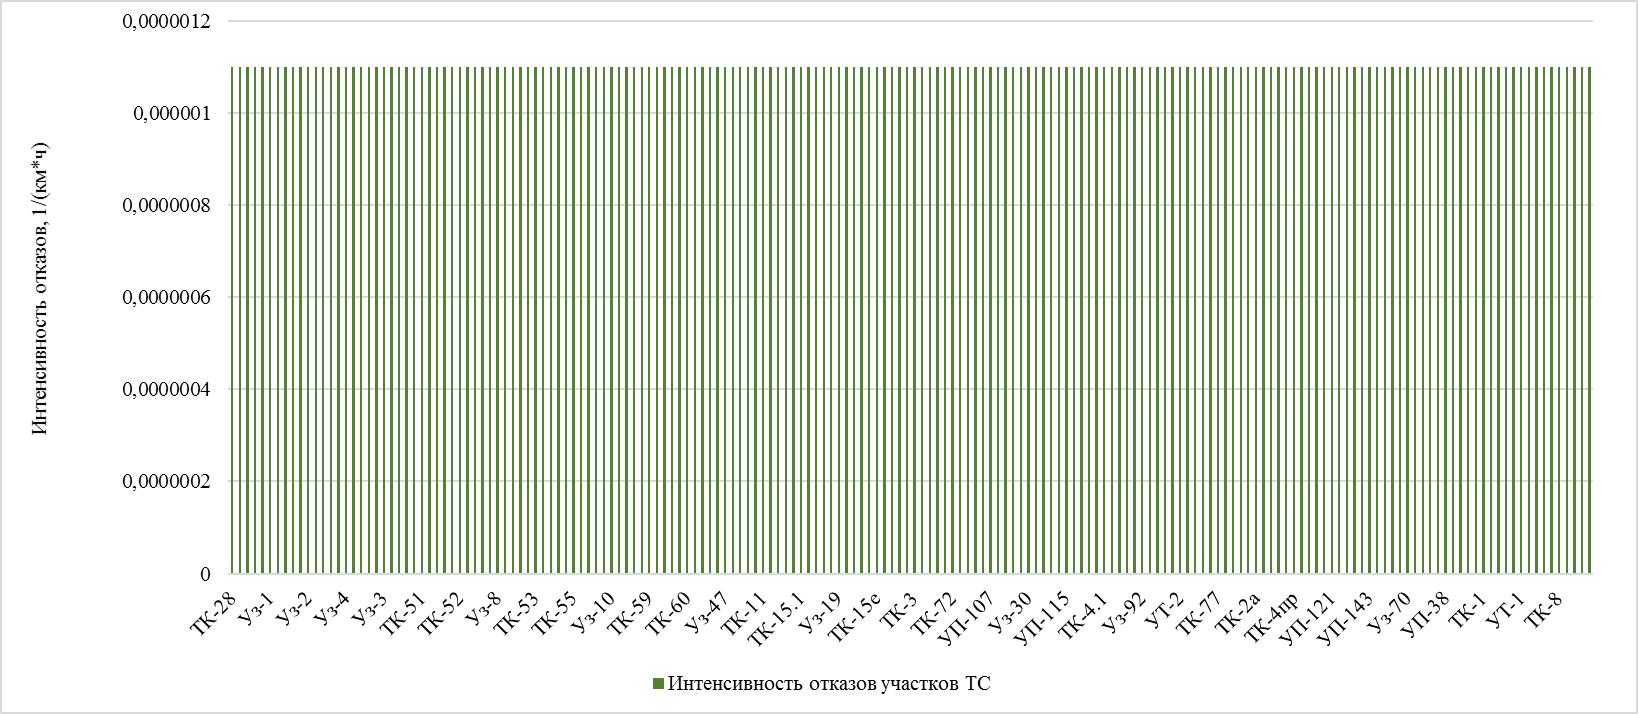 0,0000012
0,000001
0,0000008
0,0000006
0,0000004
0,0000002
0
Интенсивность отказов, 1/(км*ч)
ТК-28
Уз-1
Уз-2
Уз-4
Уз-3
ТК-51
ТК-52
Уз-8
ТК-53
ТК-55
Уз-10
ТК-59
ТК-60
Уз-47
ТК-11
ТК-15.1
Уз-19
ТК-15е
ТК-3
ТК-72
УП-107
Уз-30
УП-115
ТК-4.1
Уз-92
УТ-2
ТК-77
ТК-2а
ТК-4пр
УП-121
УП-143
Уз-70
УП-38
ТК-1
УТ-1
ТК-8
Интенсивность отказов участков ТС